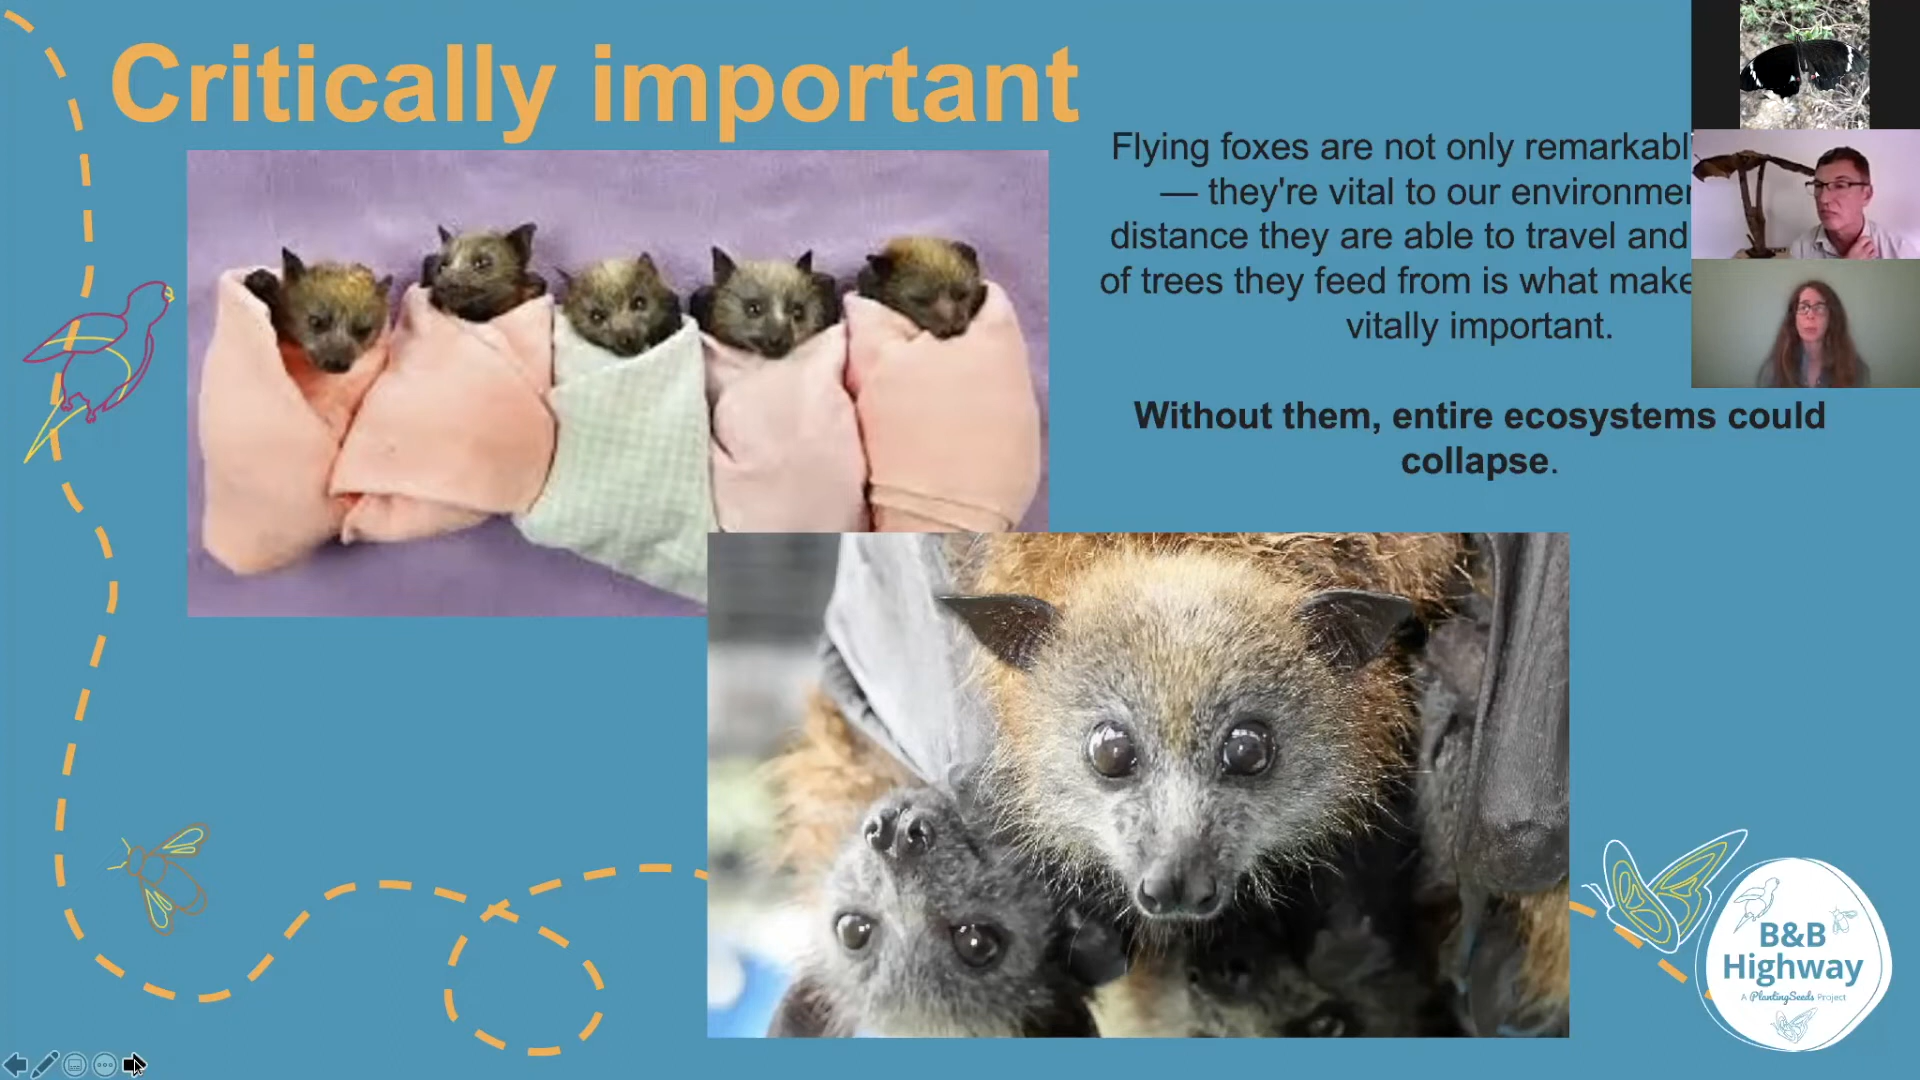 Critically important
Flying foxes are not only remarkabl
— they're vital to our environmen
distance they are able to travel and
of trees they feed from is what make
vitally important.
Without them, entire ecosystems could
collapse.
B&B
Highway
A PlantingSeeds Project